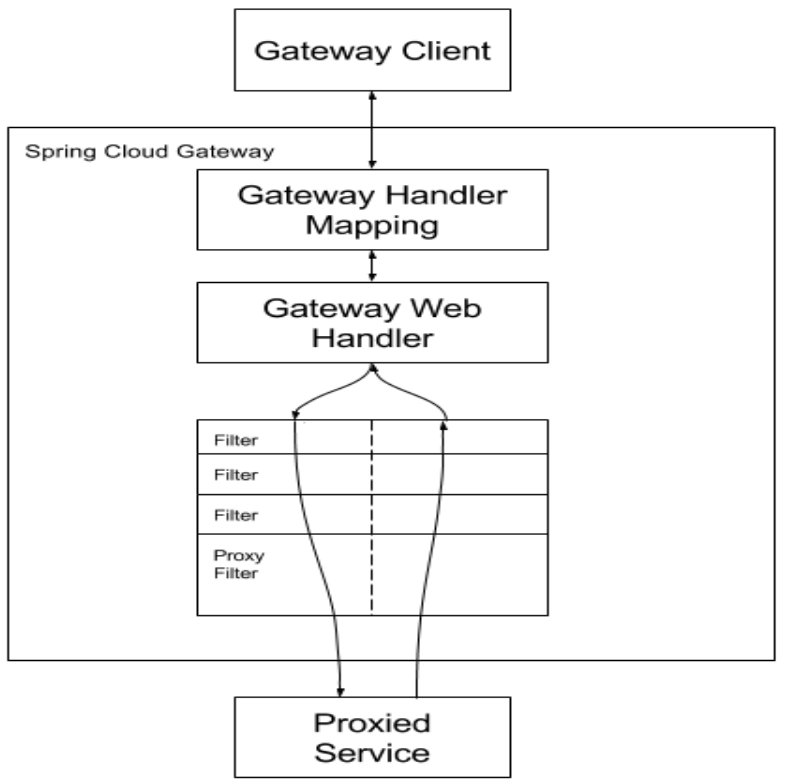 Gateway Client
Spring Cloud Gateway
Gateway Handler
Mapping
Gateway Web
Handler
Filter
Filter
Filter
Proxy
Filter
Proxied
Service